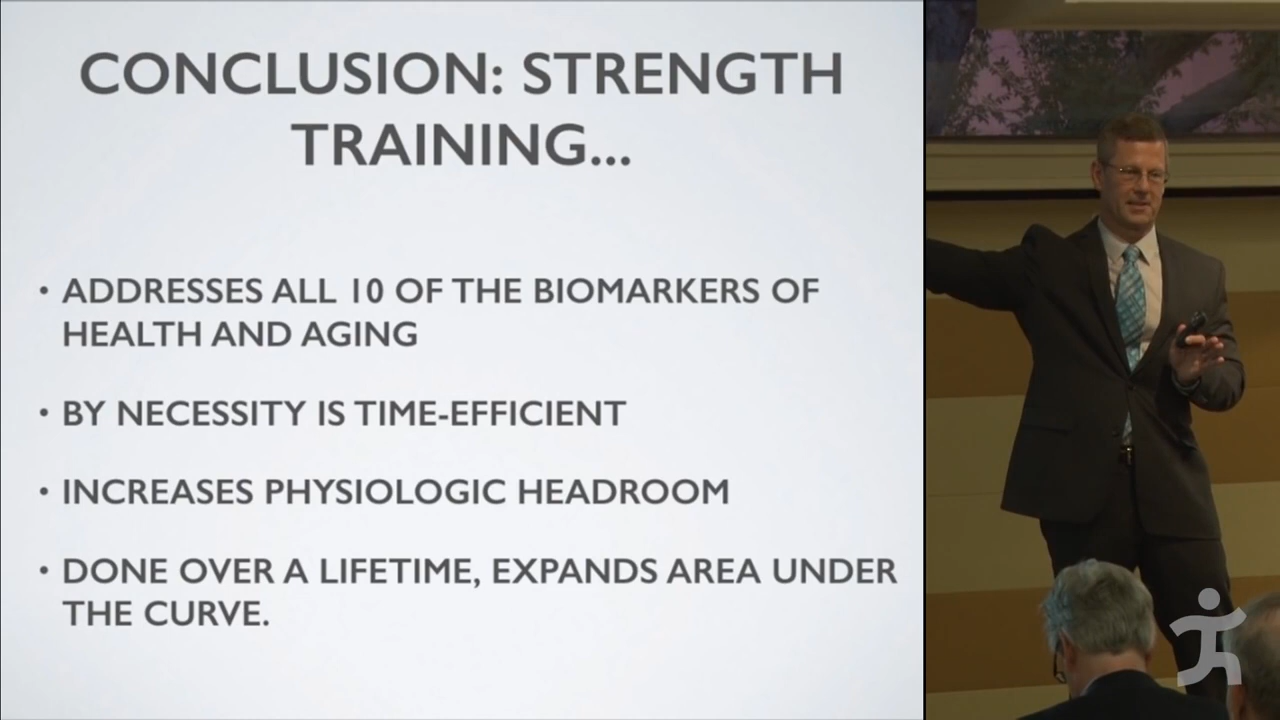 CONCLUSION: STRENGTH
TRAINING...
• ADDRESSES ALL 10 OF THE BIOMARKERS OF
HEALTH AND AGING
• BY NECESSITY IS TIME-EFFICIENT
• INCREASES PHYSIOLOGIC HEADROOM
• DONE OVER A LIFETIME, EXPANDS AREA UNDER
THE CURVE.